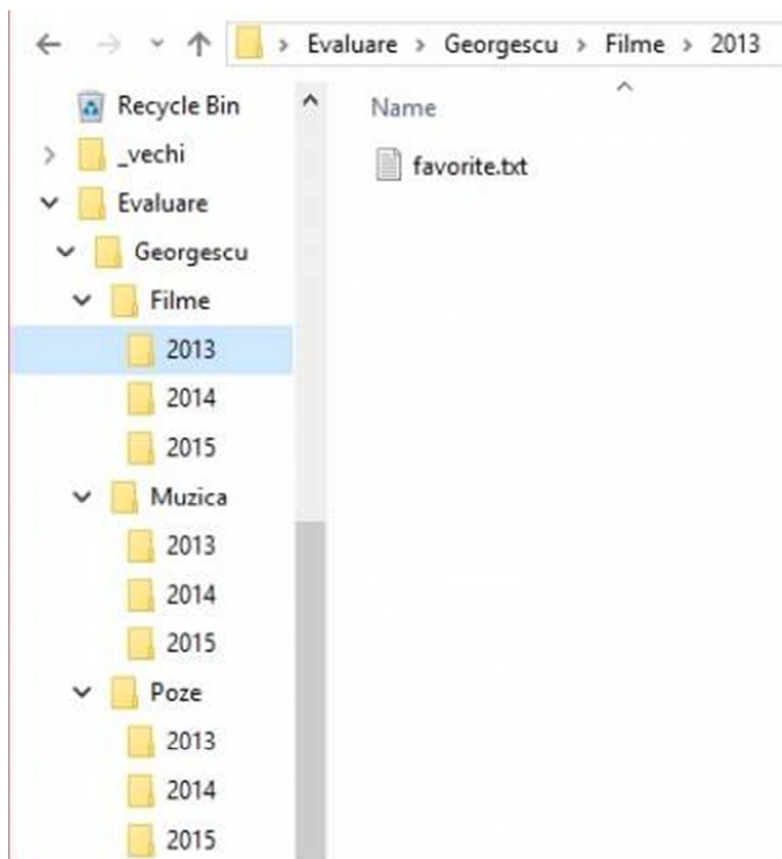 Evaluare > Georgescu > Filme > 2013
Recycle Bin
_vechi
Evaluare
Georgescu
Filme
2013
2014
2015
Muzica
2013
2014
2015
Poze
2013
2014
2015
Name
favorite.txt